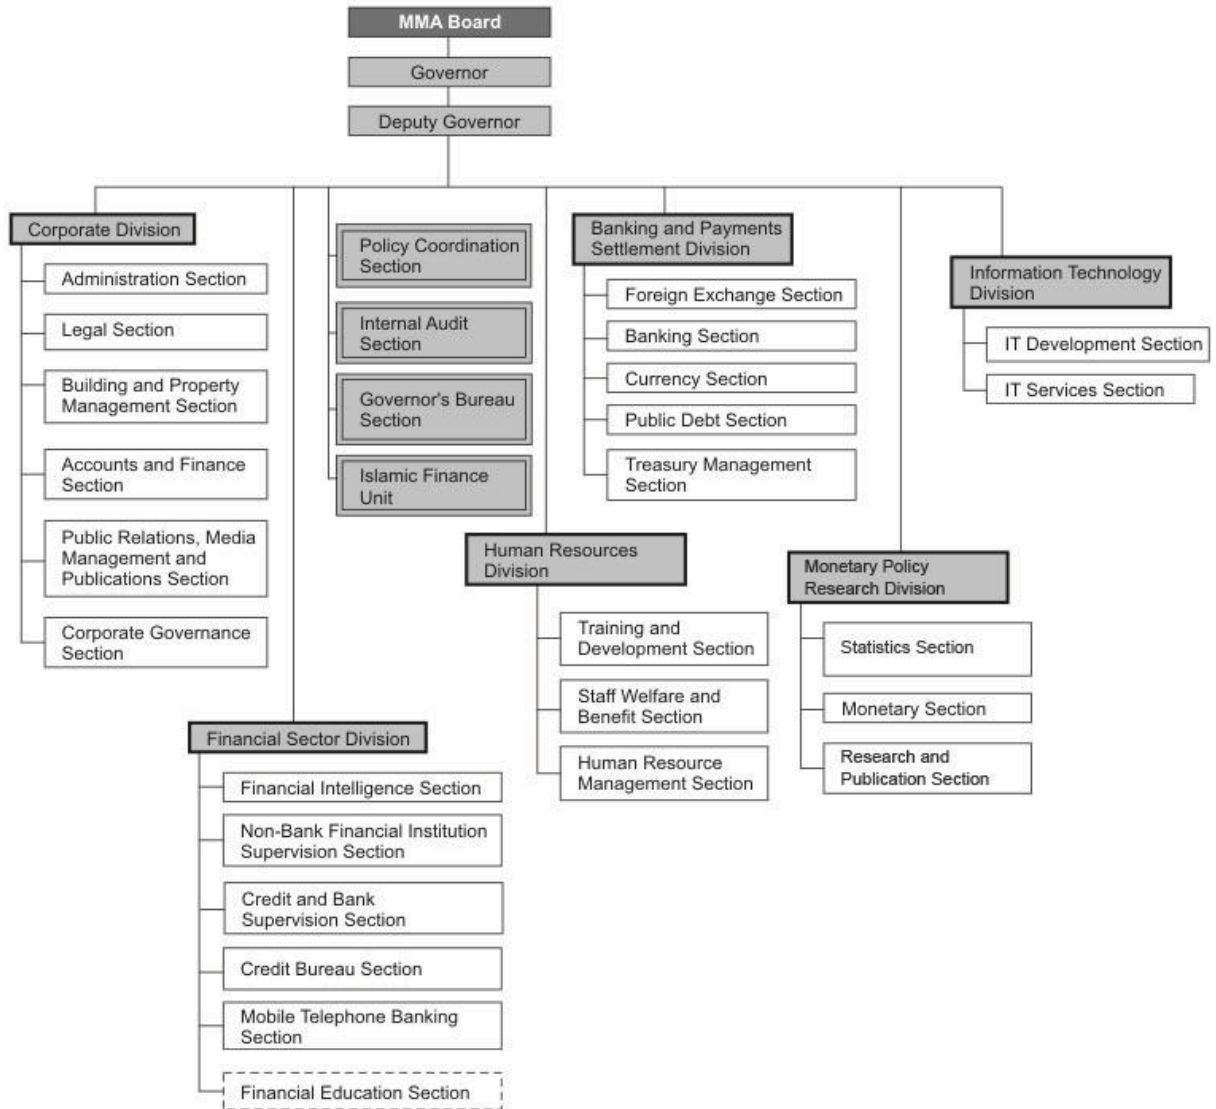 MMA Board
Governor
Deputy Governor
Corporate Division
Administration Section
Legal Section
Building and Property
Management Section
Accounts and Finance
Section
Public Relations, Media
Management and
Publications Section
Corporate Governance
Section
Financial Sector Division
Financial Intelligence Section
Non-Bank Financial Institution
Supervision Section
Credit and Bank
Supervision Section
Credit Bureau Section
Mobile Telephone Banking
Section
Financial Education Section
Policy Coordination
Section
Internal Audit
Section
Governor's Bureau
Section
Islamic Finance
Unit
Human Resources
Division
Training and
Development Section
Staff Welfare and
Benefit Section
Human Resource
Management Section
Banking and Payments
Settlement Division
Foreign Exchange Section
Banking Section
Currency Section
Public Debt Section
Treasury Management
Section
Monetary Policy
Research Division
Statistics Section
Monetary Section
Research and
Publication Section
Information Technology
Division
IT Development Section
IT Services Section